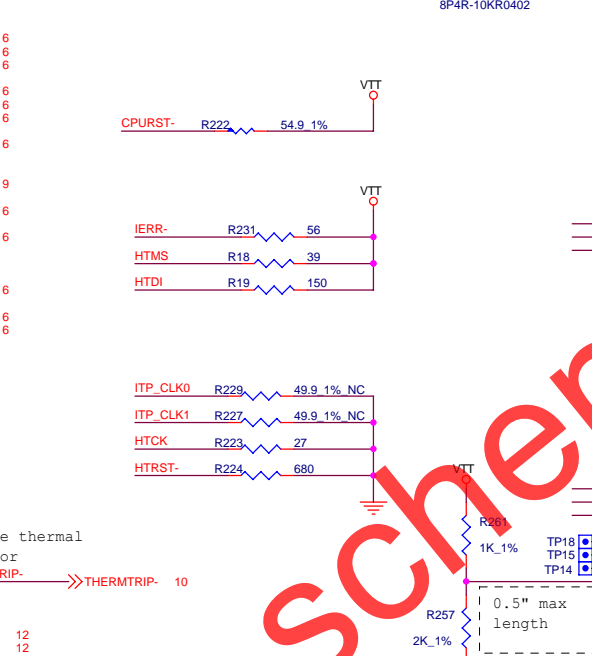 8P4R-10KR0402
6
6
6
6
6
6
6
9
6
6
6
6
6
VTT
CPURST- R222 54.9_1%
VTT
IERR- R231 56
HTMS R18 39
HTDI R19 150
ITP_CLK0 R229 49.9_1%_NC
ITP_CLK1 R227 49.9_1%_NC
HTCK R223 27
HTRST- R224 680
VTT
R261
1K_1%
TP18
TP15
TP14
e thermal
or
RIP- THERMTRIP- 10
0.5" max
length
R257
2K_1%
12
12
schem